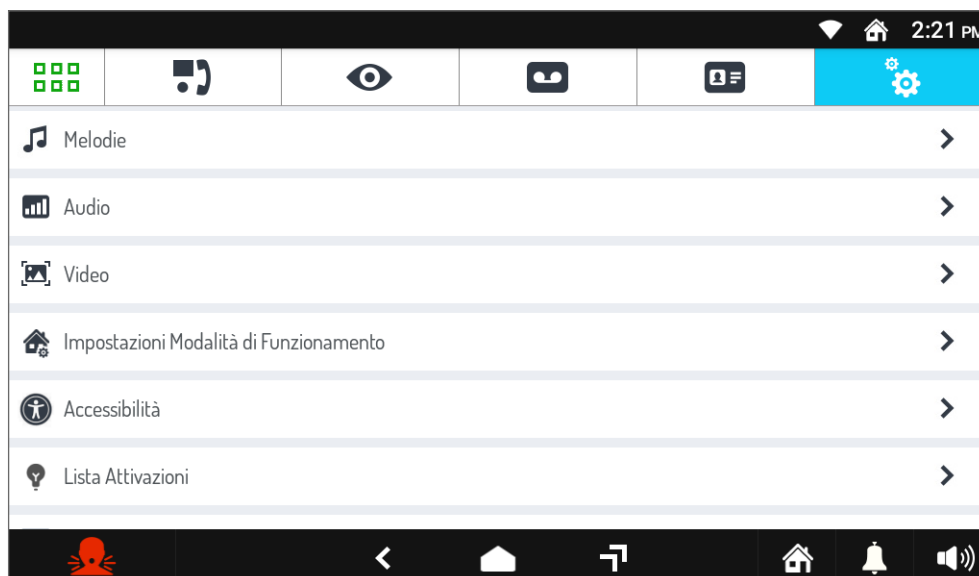 2:21 PM
Melodie
Audio
Video
Impostazioni Modalità di Funzionamento
Accessibilità
Lista Attivazioni